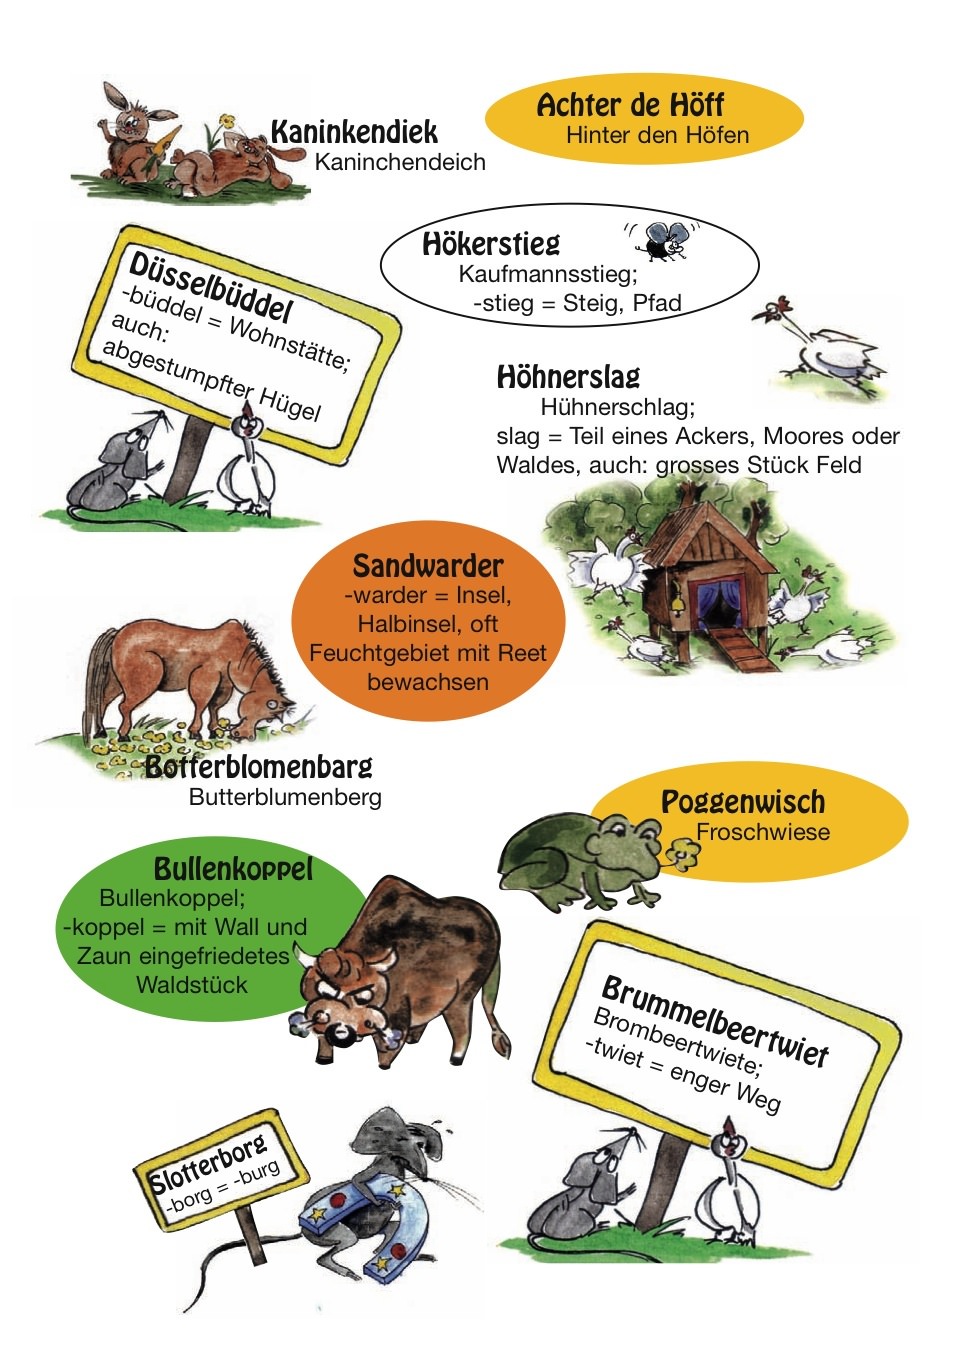 Kaninkendiek
Kaninchendeich
Achter de Höff
Hinter den Höfen
Hökerstieg
Kaufmannsstieg;
-stieg = Steig, Pfad
Düsselbüddel
-büddel = Wohnstätte;
auch:
abgestumpfter Hügel
Höhnerslag
Hühnerschlag;
slag = Teil eines Ackers, Moores oder
Waldes, auch: grosses Stück Feld
Sandwarder
-warder = Insel,
Halbinsel, oft
Feuchtgebiet mit Reet
bewachsen
Botterblomenbarg
Butterblumenberg
Poggenwisch
Froschwiese
Bullenkoppel
Bullenkoppel;
-koppel = mit Wall und
Zaun eingefriedetes
Waldstück
Brummelbeertwiet
Brombeertwiete;
-twiet = enger Weg
Slotterborg
-borg = -burg